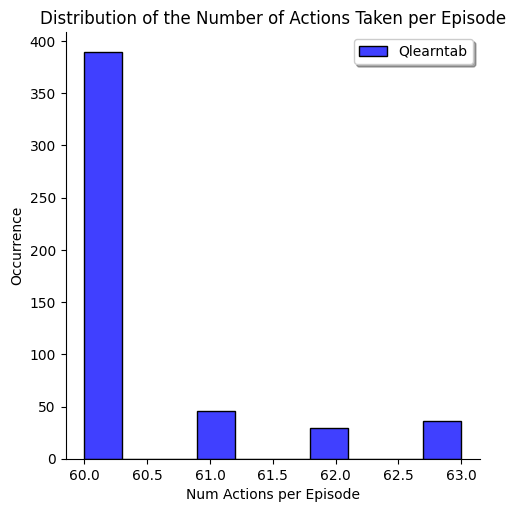 Distribution of the Number of Actions Taken per Episode
Qlearntab
400
350
300
250
200
150
100
50
0
Occurrence
60.0 60.5 61.0 61.5 62.0 62.5 63.0
Num Actions per Episode